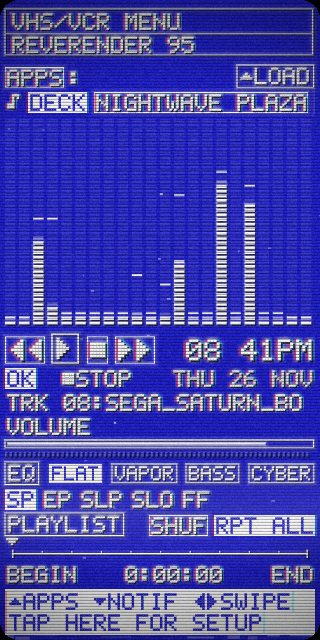 VHS/VCR MENU
REVERENDER 95
APPS: ▲LOAD
♪ DECK NIGHTWAVE PLAZA
08 41PM
OK ■STOP THU 26 NOV
TRK 08:SEGA_SATURN_BO
VOLUME
EQ FLAT VAPOR BASS CYBER
SP EP SLP SLO FF
PLAYLIST SHUF RPT ALL
BEGIN 0:00:00 END
▲APPS ▼NOTIF ◀▶SWIPE
TAP HERE FOR SETUP